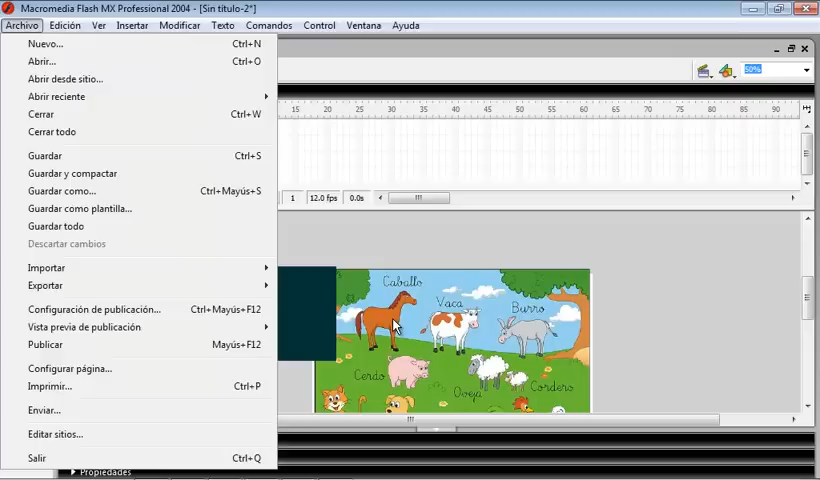 Macromedia Flash MX Professional 2004 - [Sin título-2*]
Archivo Edición Ver Insertar Modificar Texto Comandos Control Ventana Ayuda
Nuevo... Ctrl+N
Abrir... Ctrl+O
Abrir desde sitio...
Abrir reciente
Cerrar Ctrl+W
Cerrar todo
Guardar Ctrl+S
Guardar y compactar
Guardar como... Ctrl+Mayús+S
Guardar como plantilla...
Guardar todo
Descartar cambios
Importar
Exportar
Configuración de publicación... Ctrl+Mayús+F12
Vista previa de publicación
Publicar Mayús+F12
Configurar página...
Imprimir... Ctrl+P
Enviar...
Editar sitios...
Salir Ctrl+Q
50%
15 20 25 30 35 40 45 50 55 60 65 70 75 80 85 90
1 12.0 fps 0.0s
Caballo
Vaca
Burro
Cerdo
Oveja
Cordero
Propiedades